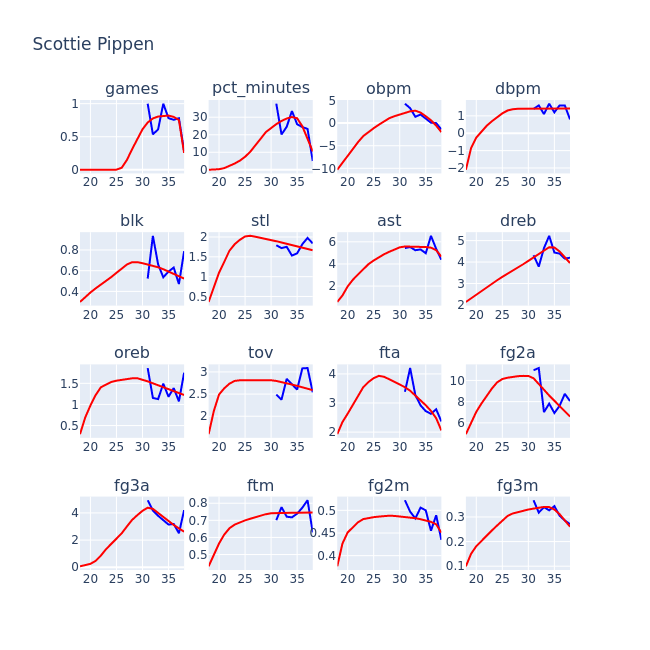 Scottie Pippen
games pct_minutes obpm dbpm
1 0.5 0 30 20 10 0 5 0 −5 −10 1 0 −1 −2
20 25 30 35 20 25 30 35 20 25 30 35 20 25 30 35
blk stl ast dreb
0.8 0.6 0.4 2 1.5 1 0.5 6 4 2 5 4 3 2
20 25 30 35 20 25 30 35 20 25 30 35 20 25 30 35
oreb tov fta fg2a
1.5 1 0.5 3 2.5 2 4 3 2 10 8 6
20 25 30 35 20 25 30 35 20 25 30 35 20 25 30 35
fg3a ftm fg2m fg3m
4 2 0 0.8 0.7 0.6 0.5 0.5 0.45 0.4 0.3 0.2 0.1
20 25 30 35 20 25 30 35 20 25 30 35 20 25 30 35